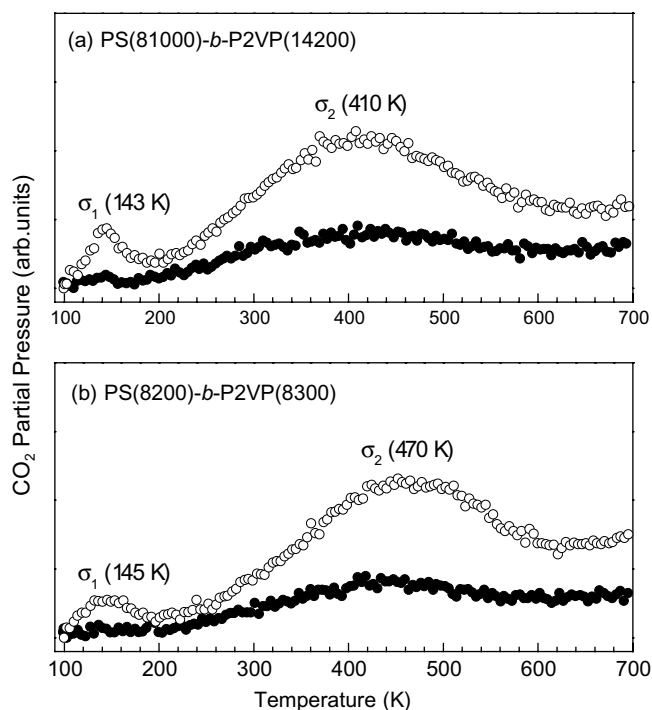 (a) PS(81000)-b-P2VP(14200)
σ₂ (410 K)
σ₁ (143 K)
100 200 300 400 500 600 700
CO₂ Partial Pressure (arb.units)
(b) PS(8200)-b-P2VP(8300)
σ₂ (470 K)
σ₁ (145 K)
100 200 300 400 500 600 700
Temperature (K)